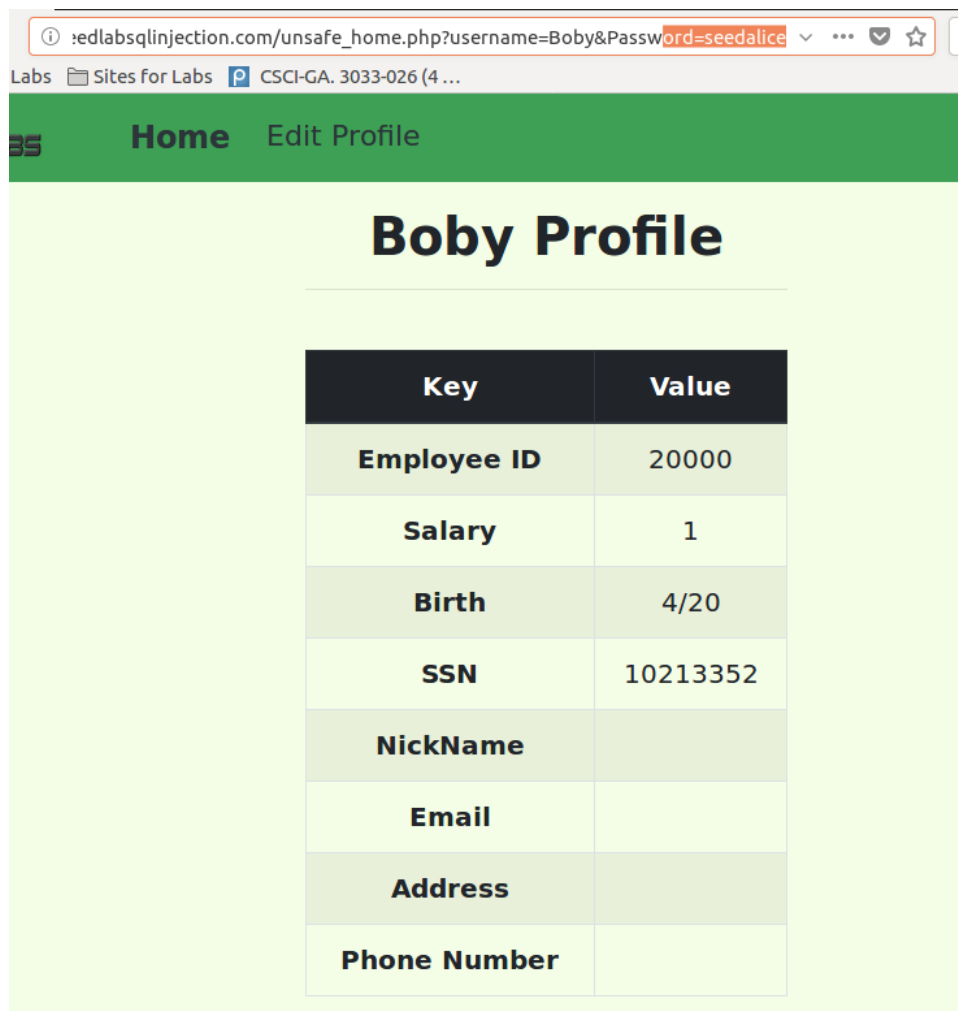 edlabsqlinjection.com/unsafe_home.php?username=Boby&Password=seedalice
Labs Sites for Labs CSCI-GA. 3033-026 (4 ...
BS Home Edit Profile
Boby Profile
Key Value
Employee ID 20000
Salary 1
Birth 4/20
SSN 10213352
NickName
Email
Address
Phone Number